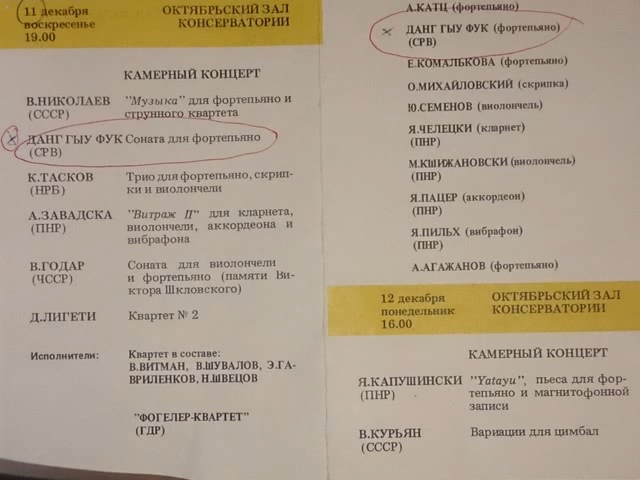 11 декабря
воскресенье
19.00
ОКТЯБРЬСКИЙ ЗАЛ
КОНСЕРВАТОРИИ
КАМЕРНЫЙ КОНЦЕРТ
В.НИКОЛАЕВ "Музыка" для фортепьяно и
(СССР) струнного квартета
ДАНГ ГЫУ ФУК Соната для фортепьяно
(СРВ)
К.ТАСКОВ Трио для фортепьяно, скрип-
(НРБ) ки и виолончели
А.ЗАВАДСКА "Витраж II" для кларнета,
(ПНР) виолончели, аккордеона и
вибрафона
В.ГОДАР Соната для виолончели
(ЧССР) и фортепьяно (памяти Вик-
тора Шкловского)
Д.ЛИГЕТИ Квартет № 2
Исполнители: Квартет в составе:
В.ВИТМАН, В.ШУВАЛОВ, Э.ГА-
ВРИЛЕНКОВ, Н.ШВЕЦОВ
"ФОГЕЛЕР-КВАРТЕТ"
(ГДР)
А.КАТЦ (фортепьяно)
ДАНГ ГЫУ ФУК (фортепьяно)
(СРВ)
Е.КОМАЛЬКОВА (фортепьяно)
О.МИХАЙЛОВСКИЙ (скрипка)
Ю.СЕМЕНОВ (виолончель)
Я.ЧЕЛЕЦКИ (кларнет)
(ПНР)
М.КШИЖАНОВСКИ (виолончель)
(ПНР)
Я.ПАЦЕР (аккордеон)
(ПНР)
Я.ПИЛЬХ (вибрафон)
(ПНР)
А.АГАЖАНОВ (фортепьяно)
12 декабря
понедельник
16.00
ОКТЯБРЬСКИЙ ЗАЛ
КОНСЕРВАТОРИИ
КАМЕРНЫЙ КОНЦЕРТ
Я.КАПУШИНСКИ "Yatayu", пьеса для фор-
(ПНР) тепьяно и магнитофонной
записи
В.КУРЬЯН Вариации для цимбал
(СССР)